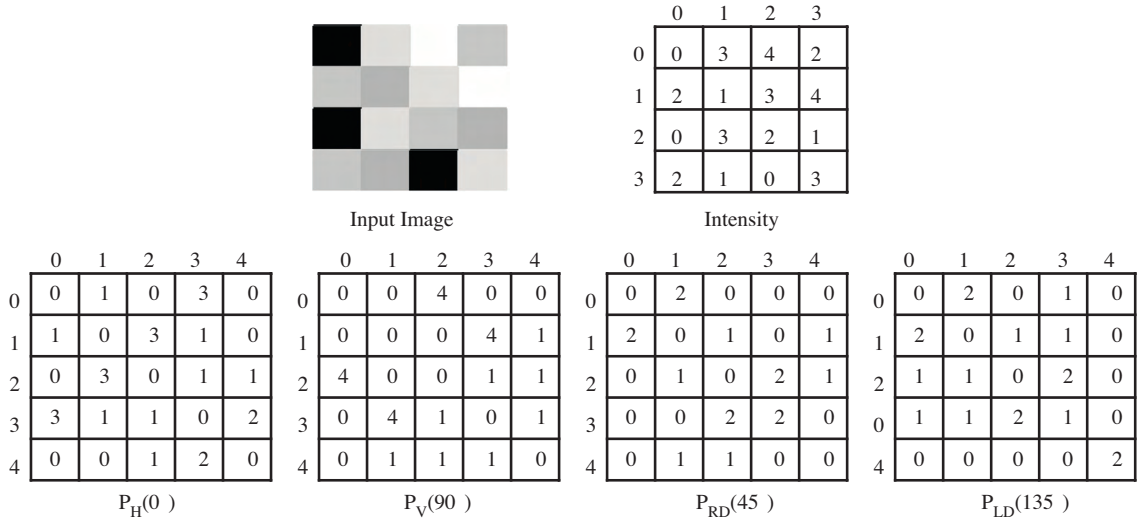 0 1 2 3
0 0 3 4 2
1 2 1 3 4
2 0 3 2 1
3 2 1 0 3
Input Image
Intensity
0 1 2 3 4
0 0 1 0 3 0
1 1 0 3 1 0
2 0 3 0 1 1
3 3 1 1 0 2
4 0 0 1 2 0
P_H(0 )
0 1 2 3 4
0 0 0 4 0 0
1 0 0 0 4 1
2 4 0 0 1 1
3 0 4 1 0 1
4 0 1 1 1 0
P_V(90 )
0 1 2 3 4
0 0 2 0 0 0
1 2 0 1 0 1
2 0 1 0 2 1
3 0 0 2 2 0
4 0 1 1 0 0
P_RD(45 )
0 1 2 3 4
0 0 2 0 1 0
1 2 0 1 1 0
2 1 1 0 2 0
0 1 1 2 1 0
4 0 0 0 0 2
P_LD(135 )